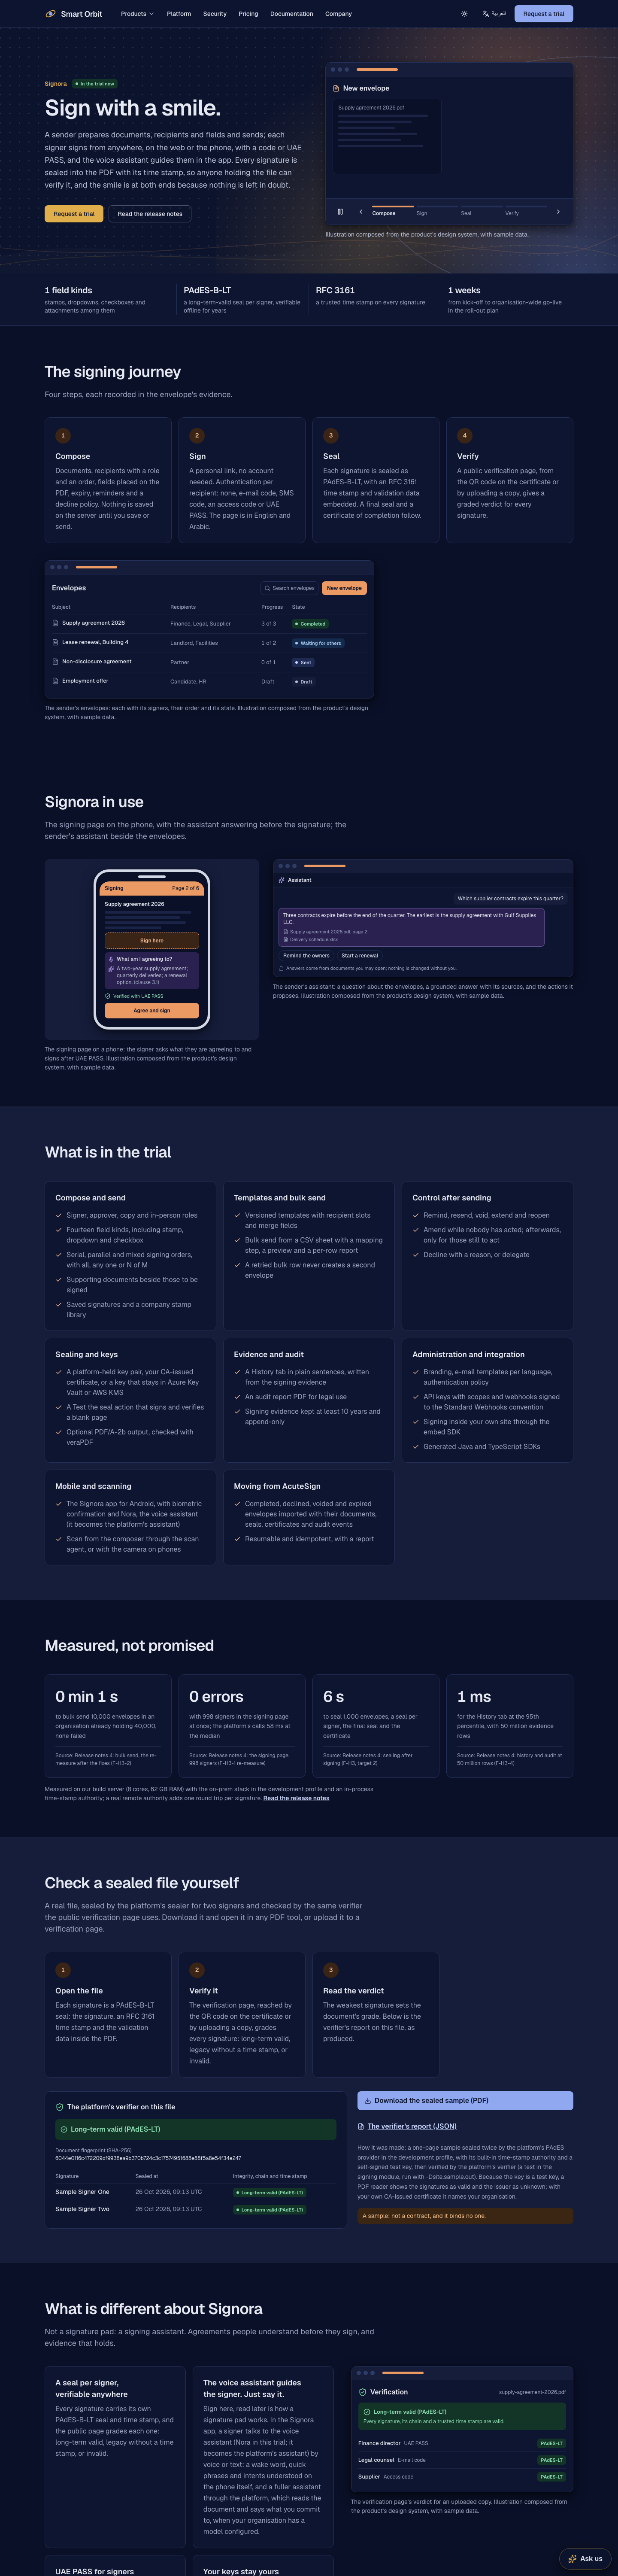 Smart Orbit
Products
Platform
Security
Pricing
Documentation
Company
العربية
Request a trial
Signora
In the trial now
Sign with a smile.
A sender prepares documents, recipients and fields and sends; each
signer signs from anywhere, on the web, with a code or UAE
PASS, and the voice assistant guides them in the app. Every signature is
sealed into the PDF with its time stamp, so anyone holding the file can
verify it, and the smile is at both ends because nothing is left in doubt.
Request a trial
Read the release notes
New envelope
Supply agreement 2026.pdf
Compose
Sign
Seal
Verify
Illustration composed from the product's design system, with sample data.
1 field kinds
stamps, dropdowns, checkboxes and
attachments among them
PAdES-B-LT
a long-term-valid seal per signer, verifiable
offline for years
RFC 3161
a trusted time stamp on every signature
1 weeks
from kick-off to organisation-wide go-live
in the roll-out plan
The signing journey
Four steps, each recorded in the envelope's evidence.
1
Compose
Documents, recipients with a role
and an order, fields placed on the
PDF, expiry, reminders and a
decline policy. Nothing is saved
on the server until you save or
send.
2
Sign
A personal link, no account
needed. Authentication per
recipient: none, e-mail code, SMS
code, an access code or UAE
PASS. The page is in English and
Arabic.
3
Seal
Each signature is sealed as
PAdES-B-LT, with an RFC 3161
time stamp and validation data
embedded. A final seal and a
certificate of completion follow.
4
Verify
A public verification page, from
the QR code on the certificate or
by uploading a copy, gives a
graded verdict for every
signature.
Envelopes
Search envelopes
New envelope
Subject
Recipients
Progress
State
Supply agreement 2026
Finance, Legal, Supplier
3 of 3
Completed
Lease renewal, Building 4
Landlord, Facilities
1 of 2
Waiting for others
Non-disclosure agreement
Partner
0 of 1
Sent
Employment offer
Candidate, HR
Draft
Draft
The sender's envelopes: each with its signers, their order and its state. Illustration composed from the product's design
system, with sample data.
Signora in use
The signing page on the phone, with the assistant answering before the signature; the
sender's assistant beside the envelopes.
Signing
Page 2 of 6
Supply agreement 2026
Sign here
What am I agreeing to?
A two-year supply agreement;
quarterly deliveries; a renewal
option. (clause 3.1)
Verified with UAE PASS
Agree and sign
The signing page on a phone: the signer asks what they are agreeing to and
signs after UAE PASS. Illustration composed from the product's design
system, with sample data.
Assistant
Which supplier contracts expire this quarter?
Three contracts expire before the end of the quarter. The earliest is the supply agreement with Gulf Supplies
LLC.
Supply agreement 2026.pdf, page 2
Delivery schedule.xlsx
Remind the owners
Start a renewal
Answers come from documents you may open; nothing is changed without you.
The sender's assistant: a question about the envelopes, a grounded answer with its sources, and the actions it
proposes. Illustration composed from the product's design system, with sample data.
What is in the trial
Compose and send
Signer, approver, copy and in-person roles
Fourteen field kinds, including stamp,
dropdown and checkbox
Serial, parallel and mixed signing orders,
with all, any one or N of M
Supporting documents beside those to be
signed
Saved signatures and a company stamp
library
Templates and bulk send
Versioned templates with recipient slots
and merge fields
Bulk send from a CSV sheet with a mapping
step, a preview and a per-row report
A retried bulk row never creates a second
envelope
Control after sending
Remind, resend, void, extend and reopen
Amend while nobody has acted; afterwards,
only for those still to act
Decline with a reason, or delegate
Sealing and keys
A platform-held key pair, your CA-issued
certificate, or a key that stays in Azure Key
Vault or AWS KMS
A Test the seal action that signs and verifies
a blank page
Optional PDF/A-2b output, checked with
veraPDF
Evidence and audit
A History tab in plain sentences, written
from the signing evidence
An audit report PDF for legal use
Signing evidence kept at least 10 years and
append-only
Administration and integration
Branding, e-mail templates per language,
authentication policy
API keys with scopes and webhooks signed
to the Standard Webhooks convention
Signing inside your own site through the
embed SDK
Generated Java and TypeScript SDKs
Mobile and scanning
The Signora app for Android, with biometric
confirmation and Nora, the voice assistant
(it becomes the platform's assistant)
Scan from the composer through the scan
agent, or with the camera on phones
Moving from AcuteSign
Completed, declined, voided and expired
envelopes imported with their documents,
seals, certificates and audit events
Resumable and idempotent, with a report
Measured, not promised
0 min 1 s
to bulk send 10,000 envelopes in an
organisation already holding 40,000,
none failed
Source: Release notes 4: bulk send, the re-
measure after the fixes (F-H3-2)
0 errors
with 998 signers in the signing page
at once; the platform's calls 58 ms at
the median
Source: Release notes 4: the signing page,
998 signers (F-H3-1 re-measure)
6 s
to seal 1,000 envelopes, a seal per
signer, the final seal and the
certificate
Source: Release notes 4: sealing after
signing (F-H3, target 2)
1 ms
for the History tab at the 95th
percentile, with 50 million evidence
rows
Source: Release notes 4: history and audit at
50 million rows (F-H3-4)
Measured on our build server (8 cores, 62 GB RAM) with the on-prem stack in the development profile and an in-process
time-stamp authority; a real remote authority adds one round trip per signature. Read the release notes
Check a sealed file yourself
A real file, sealed by the platform's sealer for two signers and checked by the same verifier
the public verification page uses. Download it and open it in any PDF tool, or upload it to a
verification page.
1
Open the file
Each signature is a PAdES-B-LT
seal: the signature, an RFC 3161
time stamp and the validation
data inside the PDF.
2
Verify it
The verification page, reached by
the QR code on the certificate or
by uploading a copy, grades
every signature: long-term valid,
legacy without a time stamp, or
invalid.
3
Read the verdict
The weakest signature sets the
document's grade. Below is the
verifier's report on this file, as
produced.
The platform's verifier on this file
Long-term valid (PAdES-LT)
Document fingerprint (SHA-256)
Signature
Sealed at
Integrity, chain and time stamp
Sample Signer One
26 Oct 2026, 09:13 UTC
Long-term valid (PAdES-LT)
Sample Signer Two
26 Oct 2026, 09:13 UTC
Long-term valid (PAdES-LT)
Download the sealed sample (PDF)
The verifier's report (JSON)
How it was made: a one-page sample, sealed twice by the platform's PAdES
provider in the development profile, with its built-in time-stamp authority and a
self-signed test key, then verified by the platform's verifier (a test in the
signing module, run with -Dsite.sample.out). Because the key is a test key, a
PDF reader shows the signatures as valid and the issuer as unknown; with
your own CA-issued certificate it names your organisation.
A sample: not a contract, and it binds no one.
What is different about Signora
Not a signature pad: a signing assistant. Agreements people understand before they sign, and
evidence that holds.
A seal per signer,
verifiable anywhere
Every signature carries its own
PAdES-B-LT seal and time stamp, and
the public page grades each one:
long-term valid, legacy without a time
stamp, or invalid.
The voice assistant guides
the signer. Just say it.
Sign here, read later is how a
signature pad works. In the Signora
app, a signer talks to the voice
assistant (Nora in this trial; it
becomes the platform's assistant) by
voice or text: a wake word, quick
phrases and intents understood on
the phone itself, and a fuller assistant
through the platform, which reads the
document and says what you commit
to, when your organisation has a
model configured.
Verification
supply-agreement-2026.pdf
Long-term valid (PAdES-LT)
Every signature, its chain and a trusted time stamp are valid.
Finance director UAE PASS
PAdES-LT
Legal counsel E-mail code
PAdES-LT
Supplier Access code
PAdES-LT
The verification page's verdict for an uploaded copy. Illustration composed from
the product's design system, with sample data.
UAE PASS for signers
Your keys stay yours
Ask us